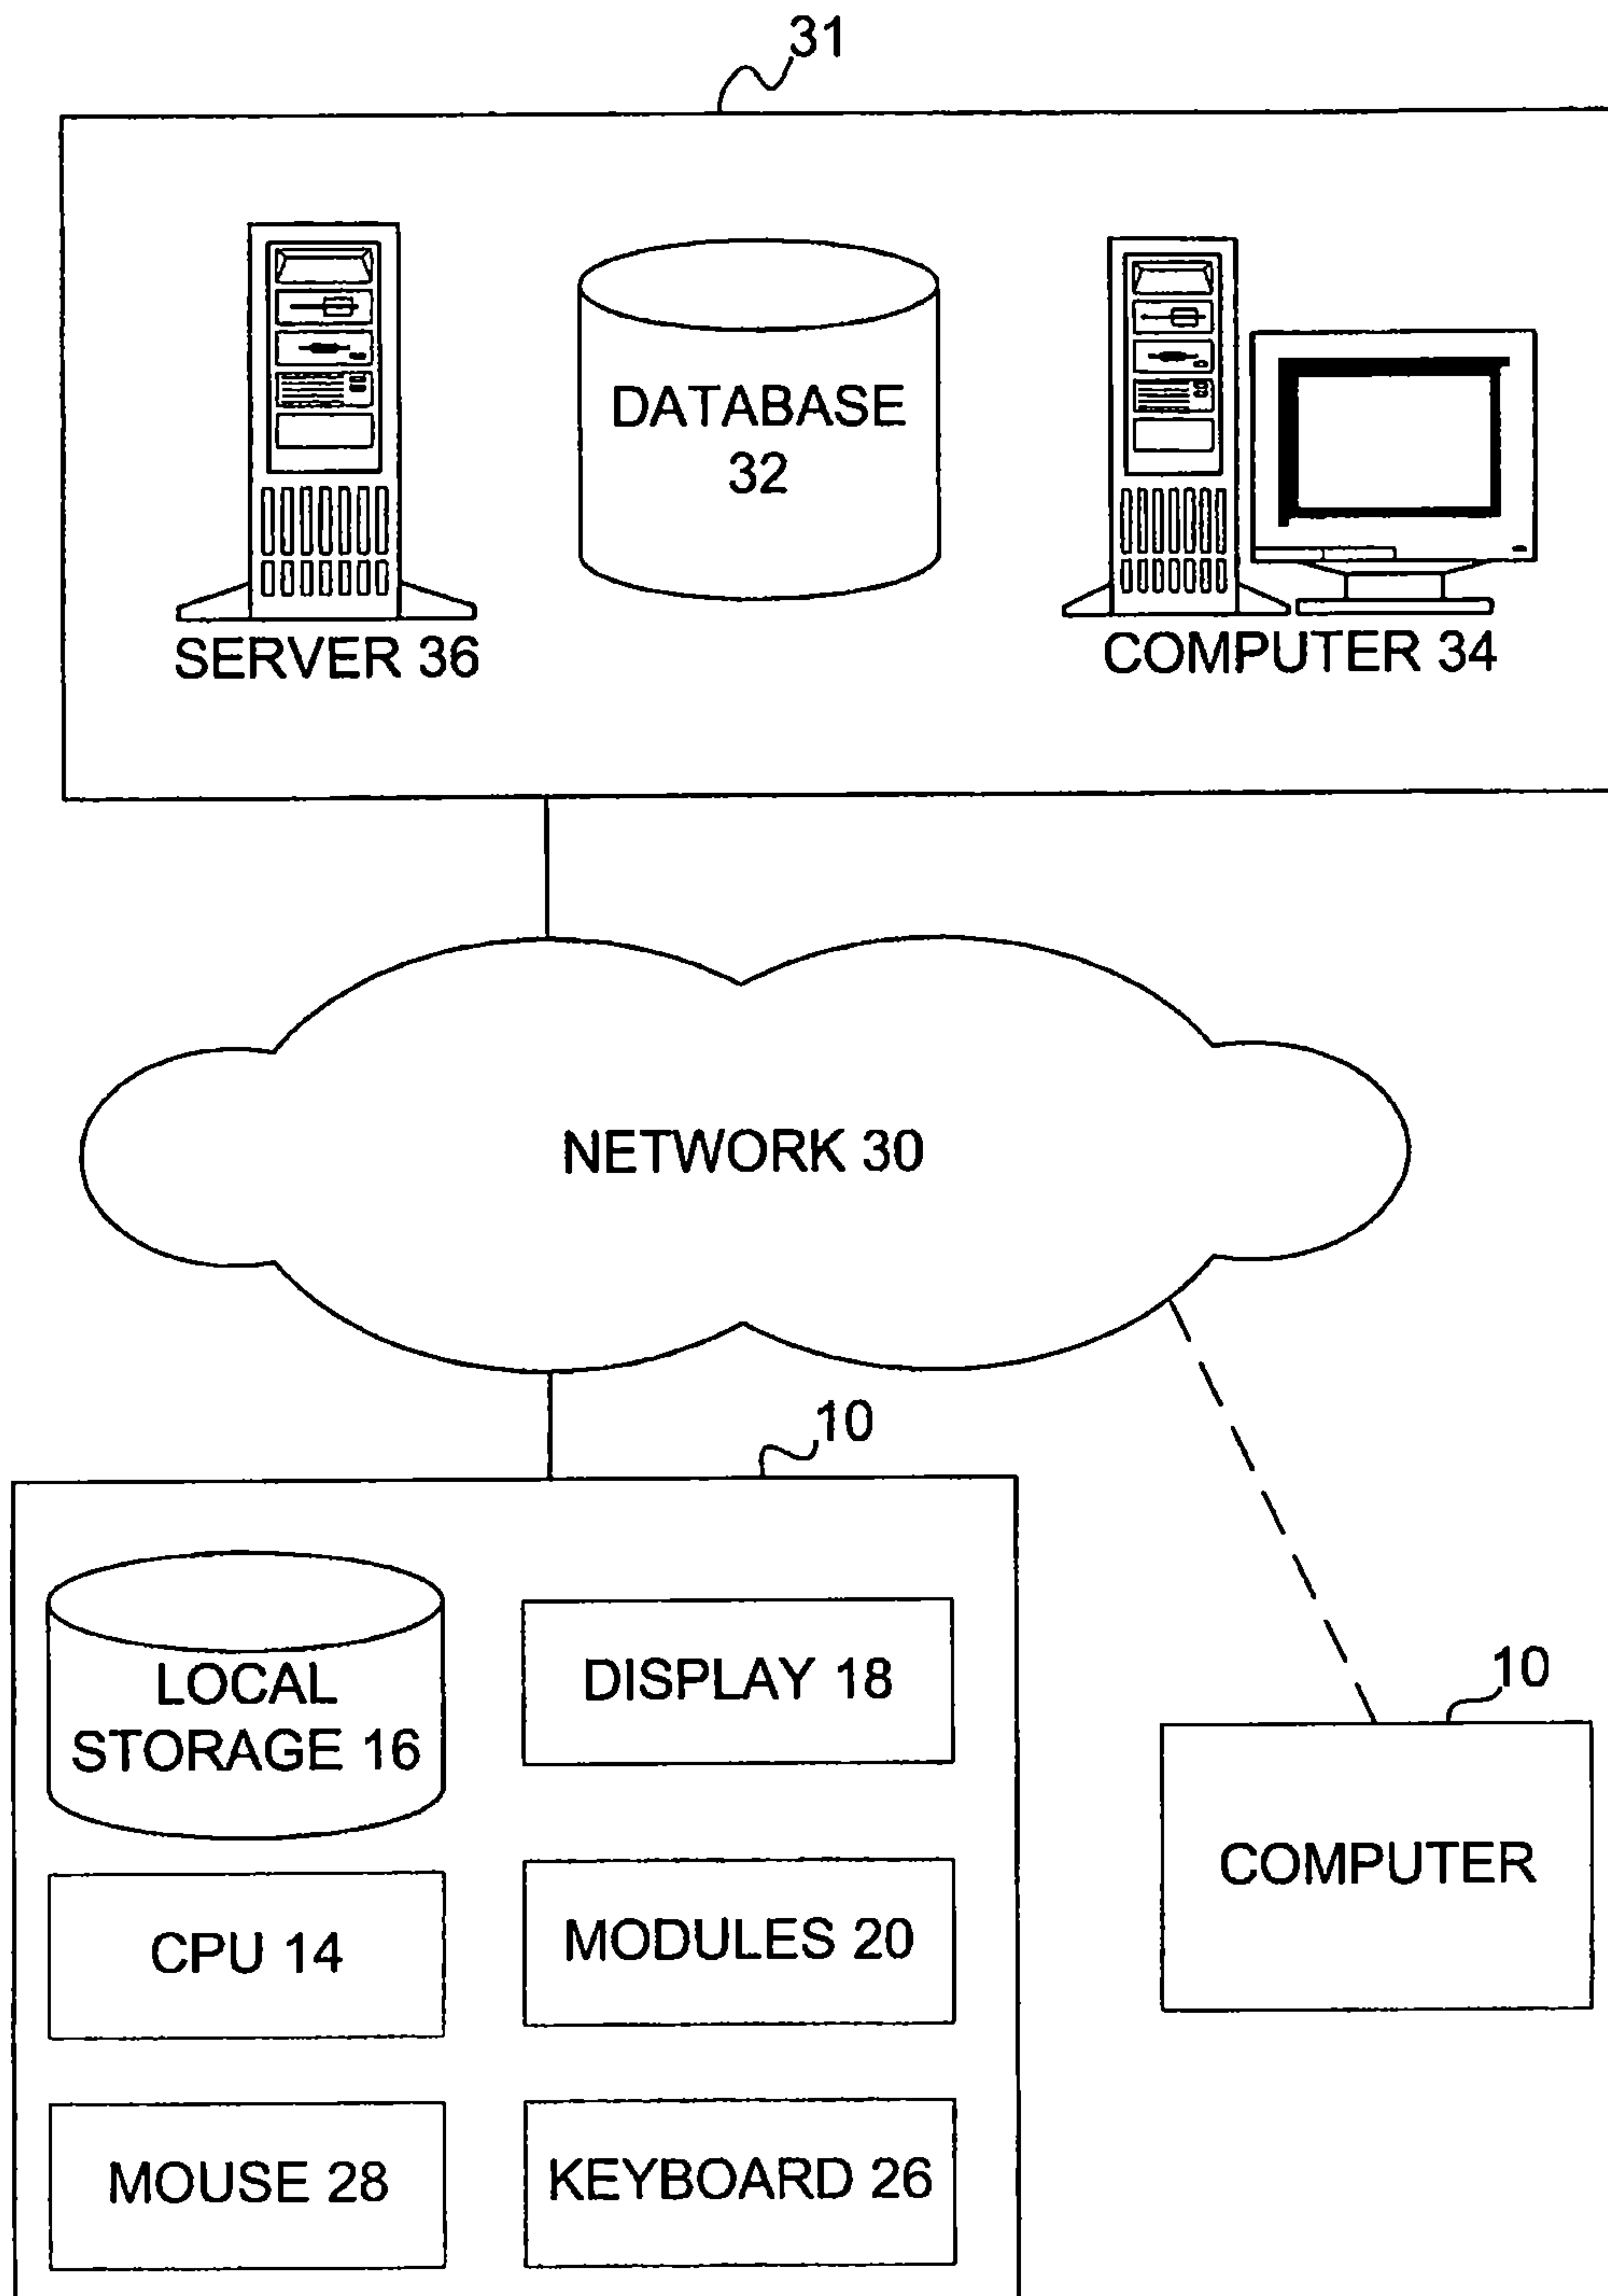 31
DATABASE
32
SERVER 36
COMPUTER 34
NETWORK 30
10
LOCAL
STORAGE 16
DISPLAY 18
10
CPU 14
MODULES 20
COMPUTER
MOUSE 28
KEYBOARD 26